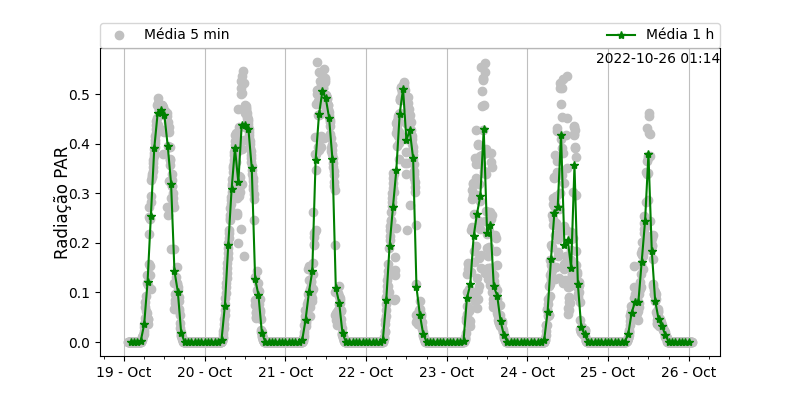 Média 5 min Média 1 h
2022-10-26 01:14
Radiação PAR
0.5
0.4
0.3
0.2
0.1
0.0
19 - Oct 20 - Oct 21 - Oct 22 - Oct 23 - Oct 24 - Oct 25 - Oct 26 - Oct